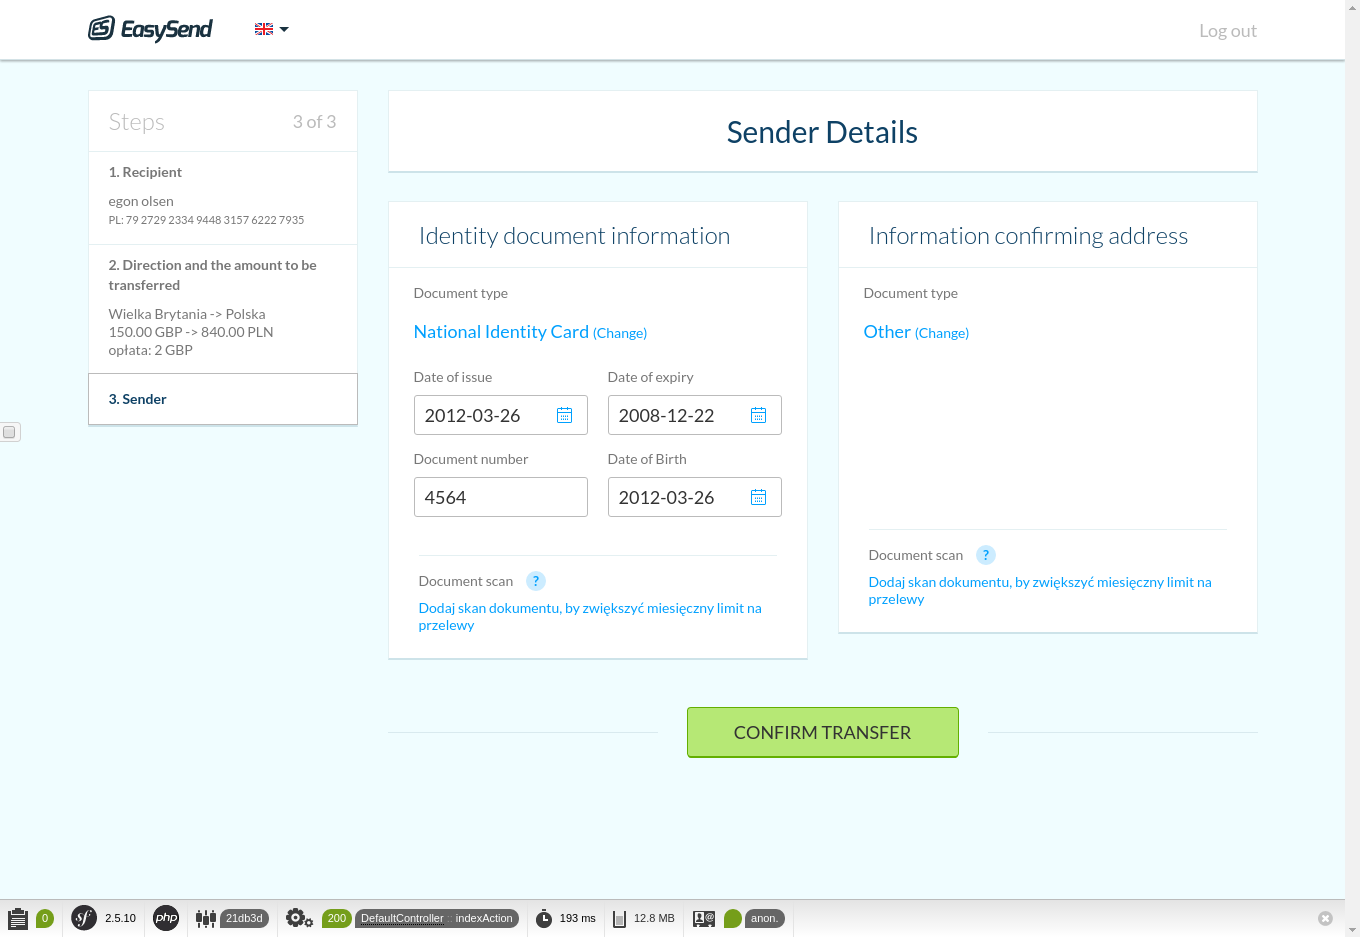 EasySend
Log out
Steps
3 of 3
1. Recipient
egon olsen
PL: 79 2729 2334 9448 3157 6222 7935
2. Direction and the amount to be
transferred
Wielka Brytania -> Polska
150.00 GBP -> 840.00 PLN
opłata: 2 GBP
3. Sender
Sender Details
Identity document information
Document type
National Identity Card (Change)
Date of issue
Date of expiry
2012-03-26
2008-12-22
Document number
Date of Birth
4564
2012-03-26
Document scan ?
Dodaj skan dokumentu, by zwiększyć miesięczny limit na
przelewy
Information confirming address
Document type
Other (Change)
Document scan ?
Dodaj skan dokumentu, by zwiększyć miesięczny limit na
przelewy
CONFIRM TRANSFER
0
sf
2.5.10
php
21db3d
200
DefaultController :: indexAction
193 ms
12.8 MB
@
anon.